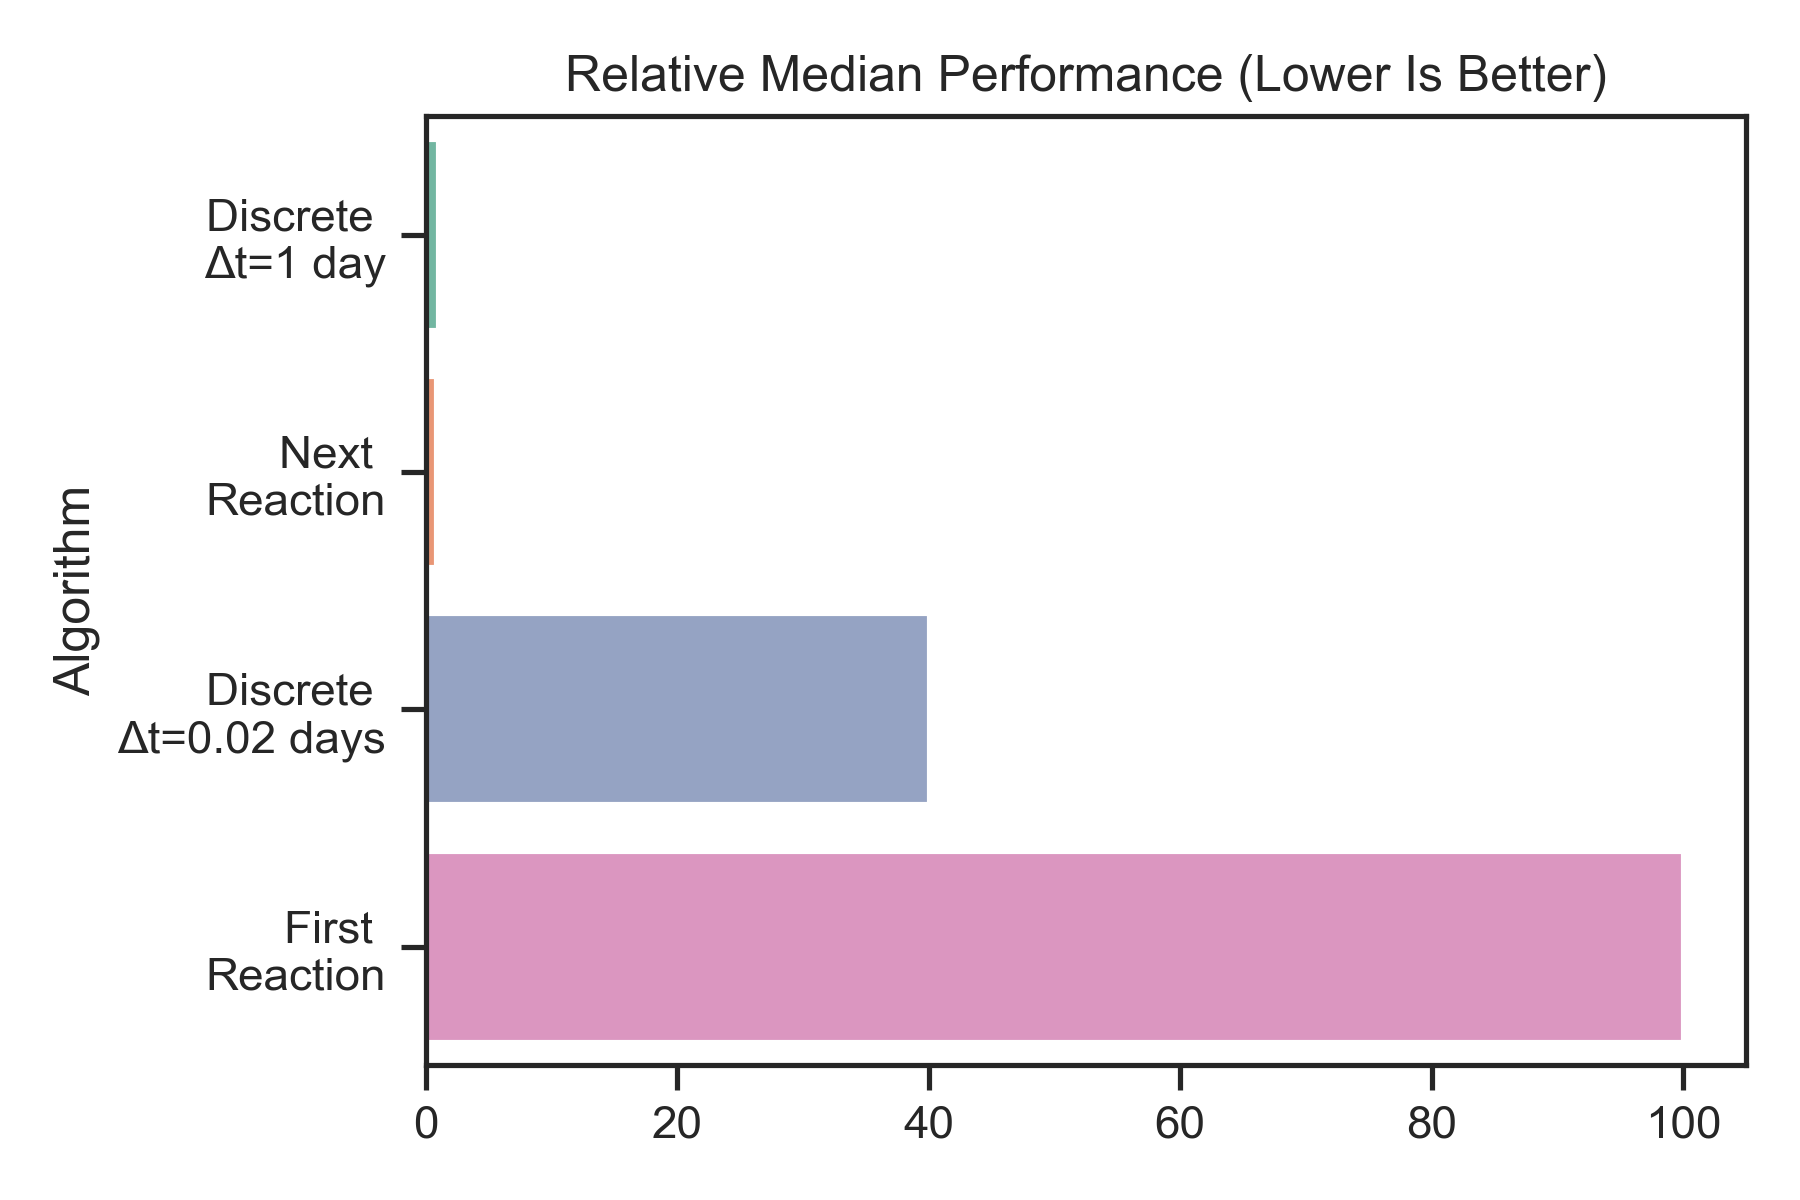 Relative Median Performance (Lower Is Better)
Algorithm
Discrete
Δt=1 day
Next
Reaction
Discrete
Δt=0.02 days
First
Reaction
0 20 40 60 80 100